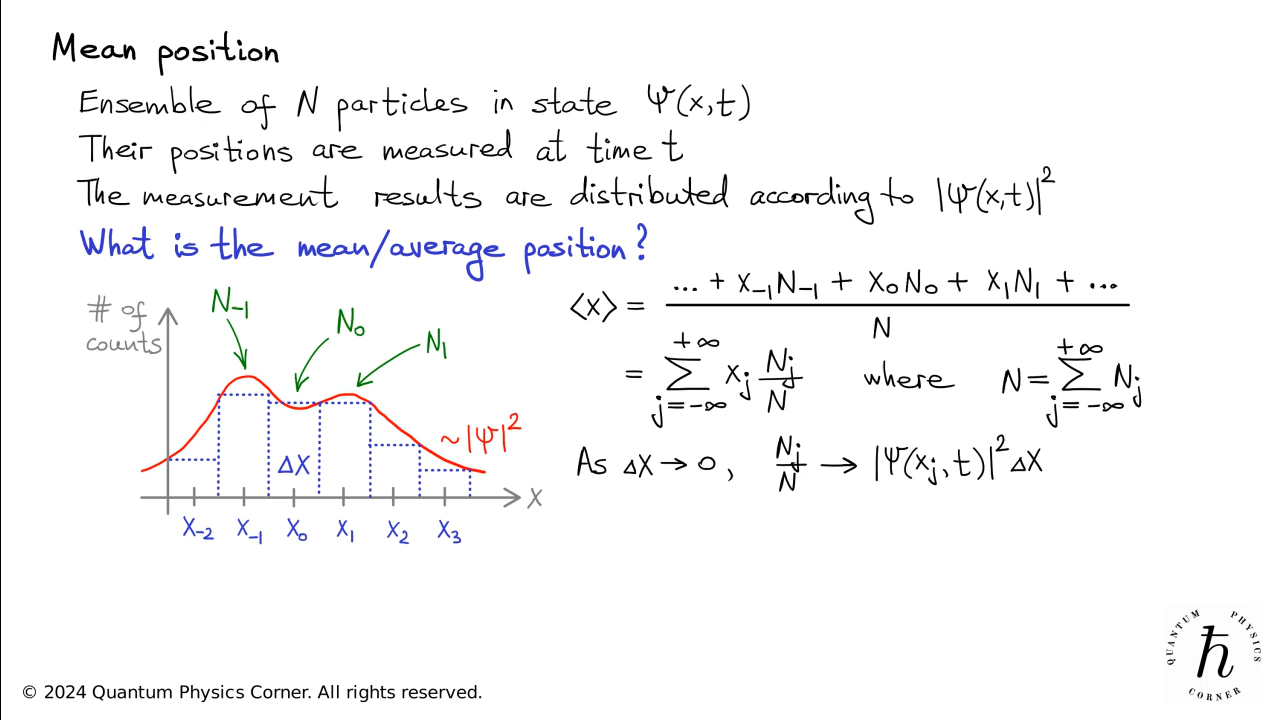 Mean position
Ensemble of N particles in state Ψ(x,t)
Their positions are measured at time t
The measurement results are distributed according to |Ψ(x,t)|²
What is the mean/average position?
# of
counts
N₋₁
N₀
N₁
~|Ψ|²
ΔX
X
X₋₂ X₋₁ X₀ X₁ X₂ X₃
⟨x⟩ = (... + x₋₁N₋₁ + x₀N₀ + x₁N₁ + ...) / N
= Σ_{j=-∞}^{+∞} x_j N_j/N where N = Σ_{j=-∞}^{+∞} N_j
As ΔX → 0, N_j/N → |Ψ(x_j,t)|² ΔX
QUANTUM PHYSICS
ħ
CORNER
© 2024 Quantum Physics Corner. All rights reserved.